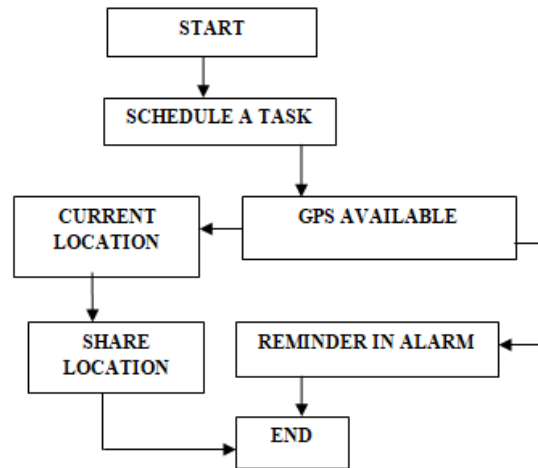 START
SCHEDULE A TASK
GPS AVAILABLE
CURRENT
LOCATION
SHARE
LOCATION
REMINDER IN ALARM
END